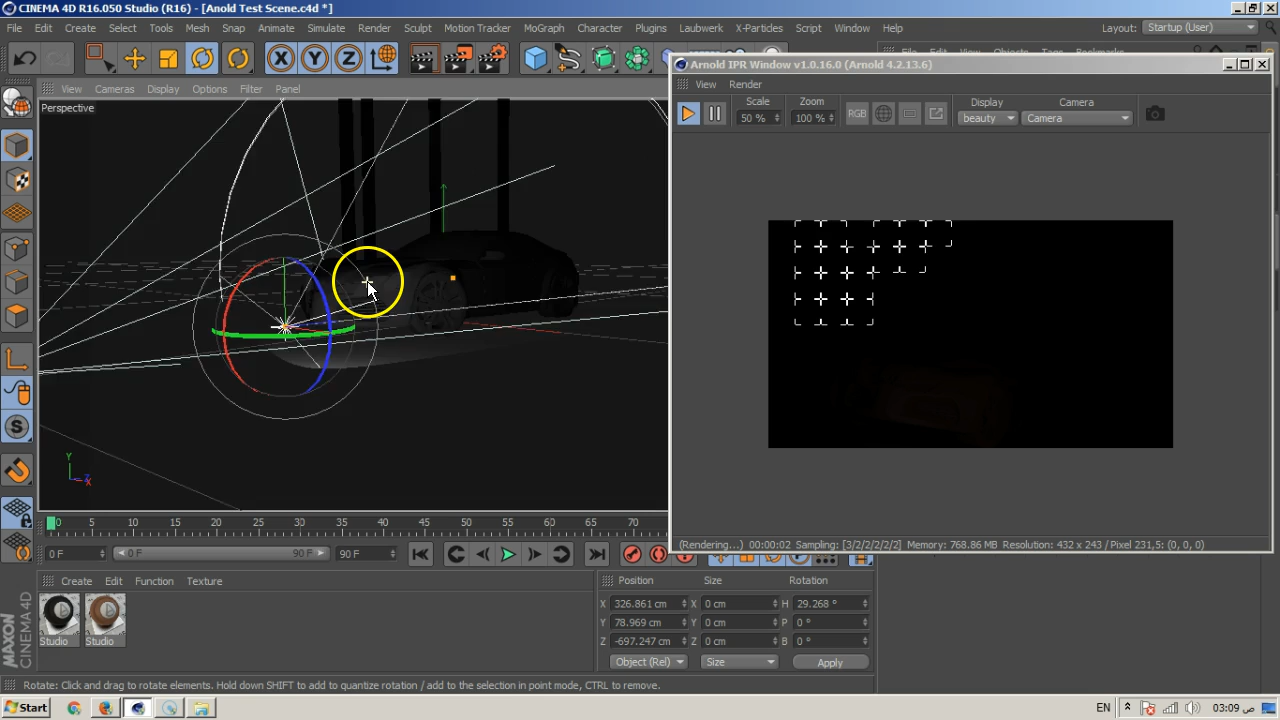 CINEMA 4D R16.050 Studio (R16) - [Anold Test Scene.c4d *]
File Edit Create Select Tools Mesh Snap Animate Simulate Render Sculpt Motion Tracker MoGraph Character Plugins Laubwerk X-Particles Script Window Help
Layout: Startup (User)
X Y Z
View Cameras Display Options Filter Panel
Perspective
Arnold IPR Window v1.0.16.0 (Arnold 4.2.13.6)
View Render
Scale Zoom Display Camera
50 % 100 % RGB beauty Camera
Y
Z
X
(Rendering...) 00:00:02 Sampling: [3/2/2/2/2/2] Memory: 768.86 MB Resolution: 432 x 243 / Pixel 231,5: (0, 0, 0)
0 5 10 15 20 25 30 35 40 45 50 55 60 65 70
0 F 0 F 90 F 90 F
Create Edit Function Texture
Studio Studio
Position Size Rotation
X 326.861 cm X 0 cm H 29.268 °
Y 78.969 cm Y 0 cm P 0 °
Z -697.247 cm Z 0 cm B 0 °
Object (Rel) Size Apply
MAXON CINEMA 4D
Rotate: Click and drag to rotate elements. Hold down SHIFT to add to quantize rotation / add to the selection in point mode, CTRL to remove.
Start
EN
03:09 ص